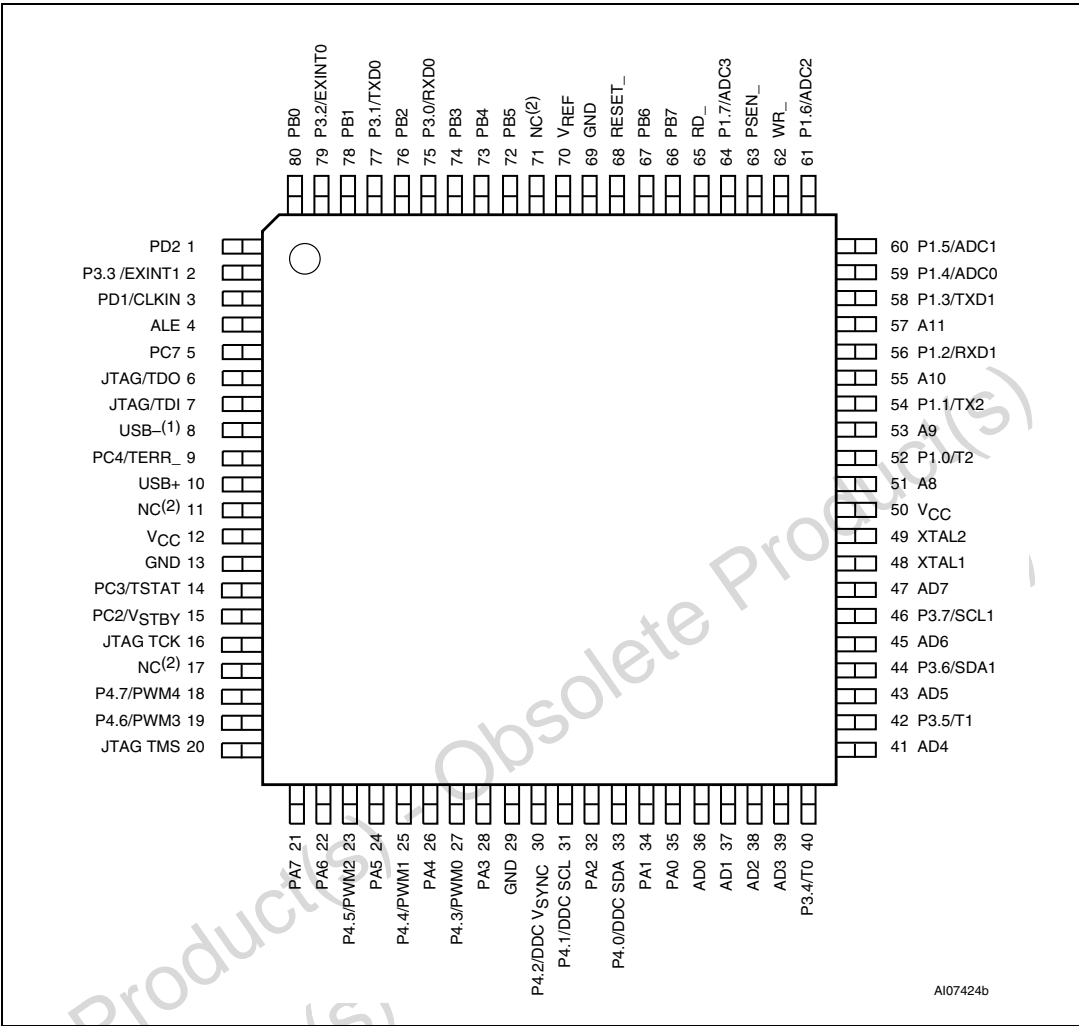 80 PB0
79 P3.2/EXINT0
78 PB1
77 P3.1/TXD0
76 PB2
75 P3.0/RXD0
74 PB3
73 PB4
72 PB5
71 NC(2)
70 VREF
69 GND
68 RESET_
67 PB6
66 PB7
65 RD_
64 P1.7/ADC3
63 PSEN_
62 WR_
61 P1.6/ADC2
PD2 1
P3.3 /EXINT1 2
PD1/CLKIN 3
ALE 4
PC7 5
JTAG/TDO 6
JTAG/TDI 7
USB–(1) 8
PC4/TERR_ 9
USB+ 10
NC(2) 11
VCC 12
GND 13
PC3/TSTAT 14
PC2/VSTBY 15
JTAG TCK 16
NC(2) 17
P4.7/PWM4 18
P4.6/PWM3 19
JTAG TMS 20
60 P1.5/ADC1
59 P1.4/ADC0
58 P1.3/TXD1
57 A11
56 P1.2/RXD1
55 A10
54 P1.1/TX2
53 A9
52 P1.0/T2
51 A8
50 VCC
49 XTAL2
48 XTAL1
47 AD7
46 P3.7/SCL1
45 AD6
44 P3.6/SDA1
43 AD5
42 P3.5/T1
41 AD4
PA7 21
PA6 22
P4.5/PWM2 23
PA5 24
P4.4/PWM1 25
PA4 26
P4.3/PWM0 27
PA3 28
GND 29
P4.2/DDC VSYNC 30
P4.1/DDC SCL 31
PA2 32
P4.0/DDC SDA 33
PA1 34
PA0 35
AD0 36
AD1 37
AD2 38
AD3 39
P3.4/T0 40
AI07424b
Product(s) - Obsolete Product(s)